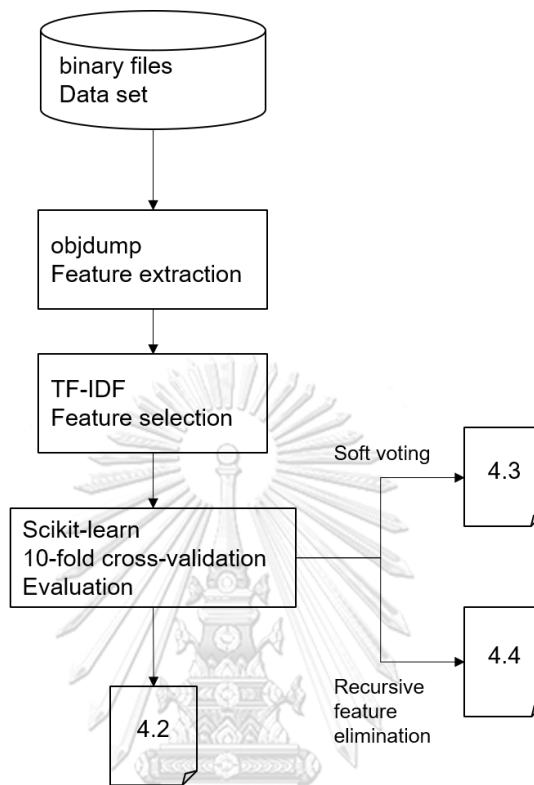 binary files
Data set
objdump
Feature extraction
TF-IDF
Feature selection
Scikit-learn
10-fold cross-validation
Evaluation
Soft voting
4.3
4.4
Recursive
feature
elimination
4.2